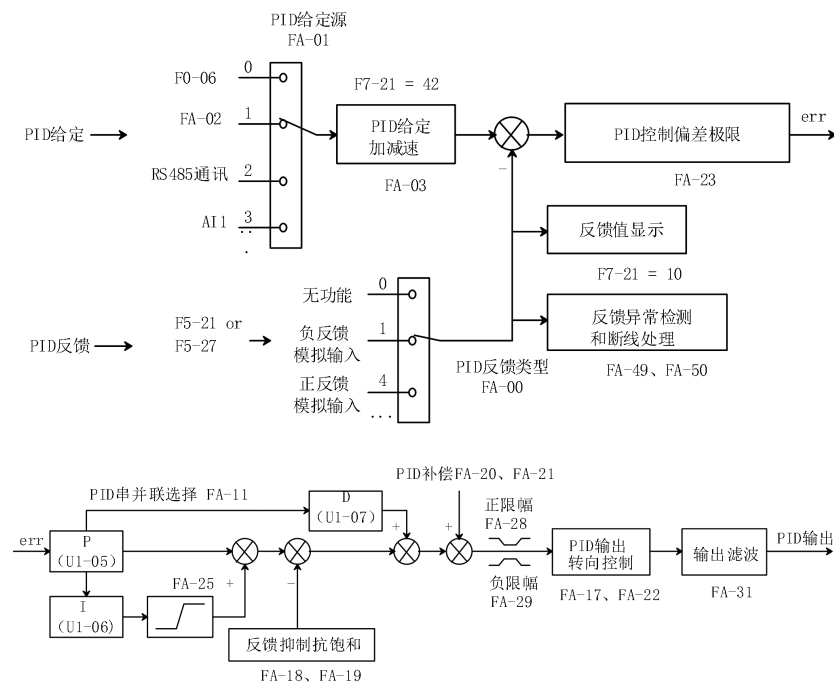 PID给定源
FA-01
F0-06
0
F7-21 = 42
FA-02
1
PID给定
PID给定
加减速
PID控制偏差极限
err
RS485通讯
2
-
FA-03
FA-23
AI1
3
反馈值显示
F7-21 = 10
无功能
0
F5-21 or
F5-27
反馈异常检测
和断线处理
PID反馈
负反馈
模拟输入
1
PID反馈类型
FA-00
FA-49、FA-50
正反馈
模拟输入
4
...
PID补偿FA-20、FA-21
PID串并联选择 FA-11
D
(U1-07)
正限幅
FA-28
err
P
(U1-05)
+
+
PID输出
转向控制
输出滤波
PID输出
FA-25
+
-
负限幅
FA-29
FA-17、FA-22
FA-31
I
(U1-06)
反馈抑制抗饱和
FA-18、FA-19